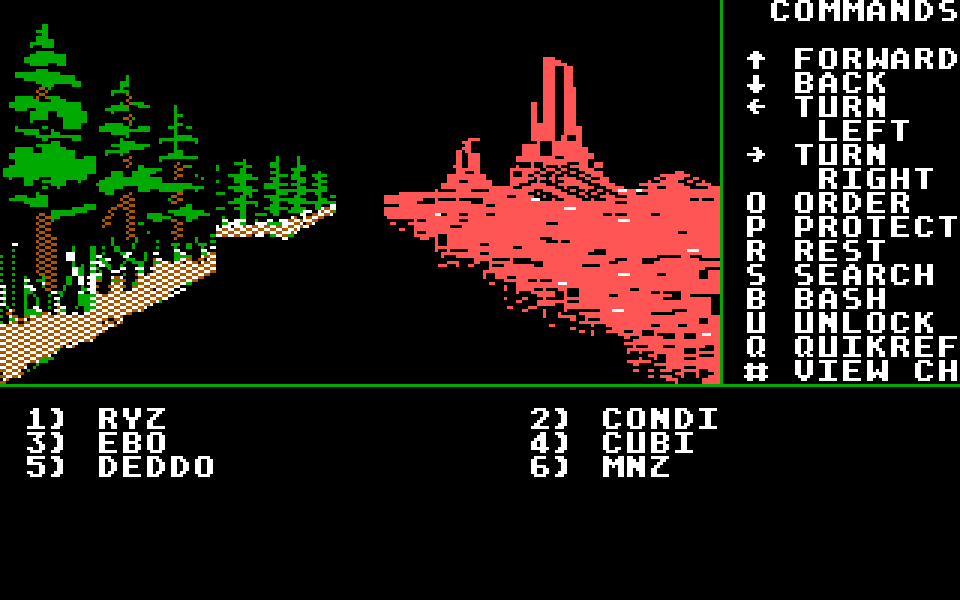 COMMANDS
↑ FORWARD
↓ BACK
← TURN
LEFT
→ TURN
RIGHT
O ORDER
P PROTECT
R REST
S SEARCH
B BASH
U UNLOCK
Q QUIKREF
# VIEW CH
1) RYZ 2) CONDI
3) EBO 4) CUBI
5) DEDDO 6) MNZ